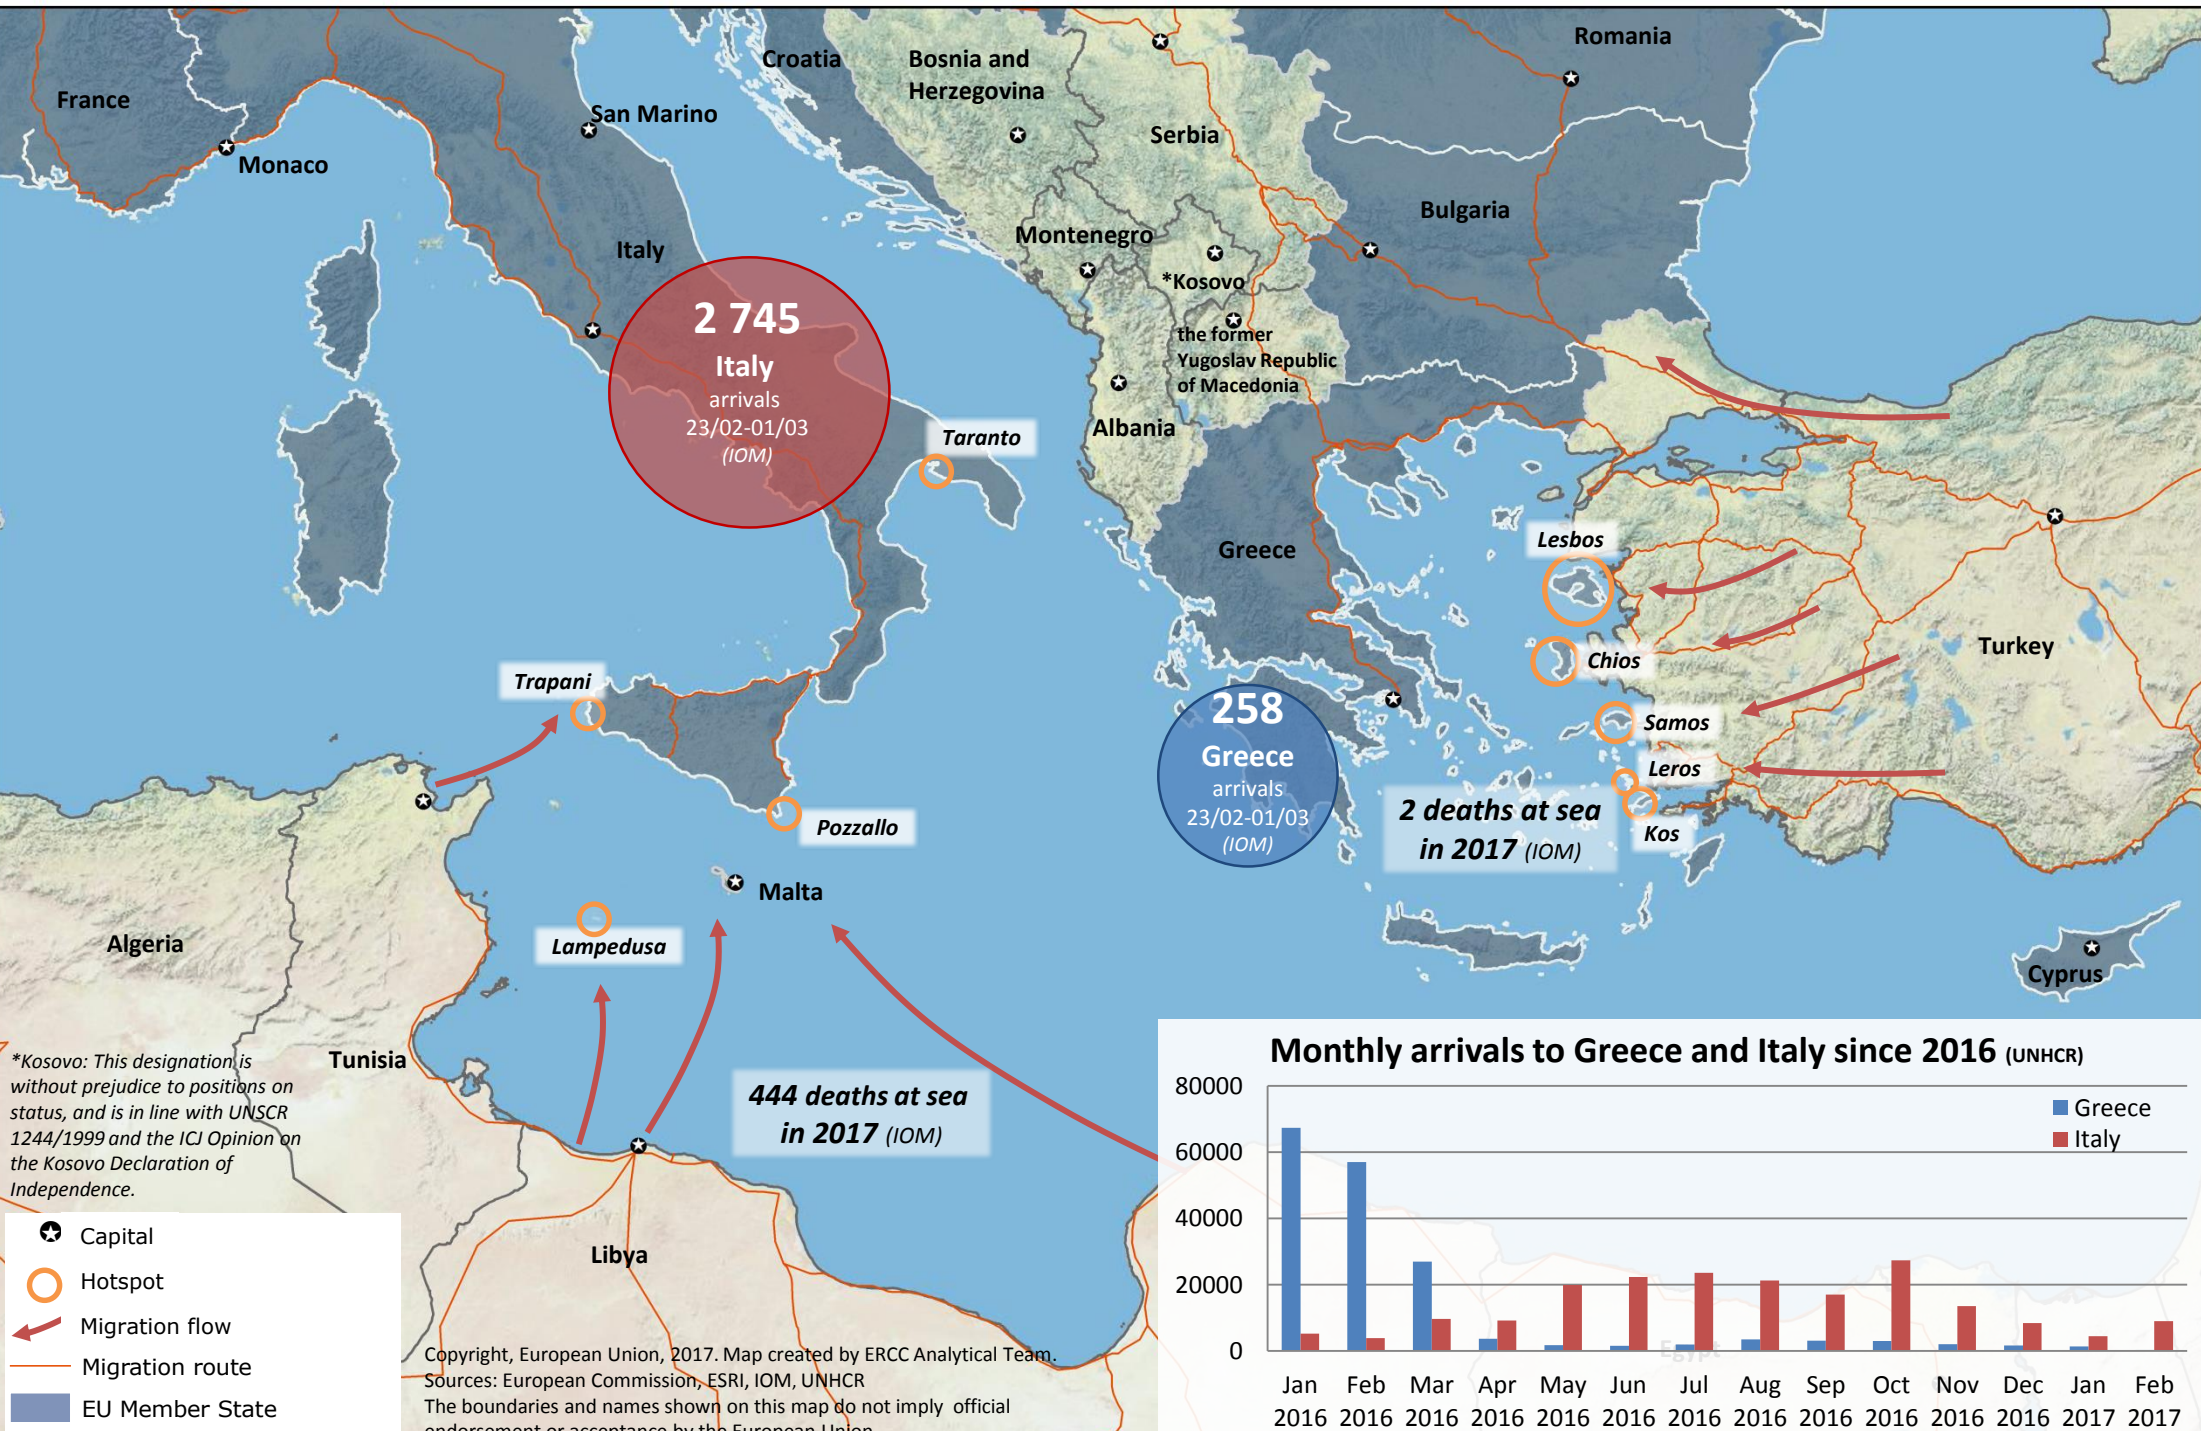 France
Monaco
San Marino
Croatia
Bosnia and
Herzegovina
Serbia
Romania
Bulgaria
Italy
Montenegro
*Kosovo
the former
Yugoslav Republic
of Macedonia
Albania
Greece
Turkey
2 745
Italy
arrivals
23/02-01/03
(IOM)
Taranto
Lesbos
Chios
Samos
Leros
Kos
Trapani
Pozzallo
Malta
Lampedusa
258
Greece
arrivals
23/02-01/03
(IOM)
2 deaths at sea
in 2017 (IOM)
Cyprus
Algeria
Tunisia
Libya
444 deaths at sea
in 2017 (IOM)
*Kosovo: This designation is
without prejudice to positions on
status, and is in line with UNSCR
1244/1999 and the ICJ Opinion on
the Kosovo Declaration of
Independence.
Capital
Hotspot
Migration flow
Migration route
EU Member State
Copyright, European Union, 2017. Map created by ERCC Analytical Team.
Sources: European Commission, ESRI, IOM, UNHCR
The boundaries and names shown on this map do not imply official
endorsement or acceptance by the European Union
Monthly arrivals to Greece and Italy since 2016 (UNHCR)
80000
60000
40000
20000
0
Greece
Italy
Egypt
Jan Feb Mar Apr May Jun Jul Aug Sep Oct Nov Dec Jan Feb
2016 2016 2016 2016 2016 2016 2016 2016 2016 2016 2016 2016 2017 2017